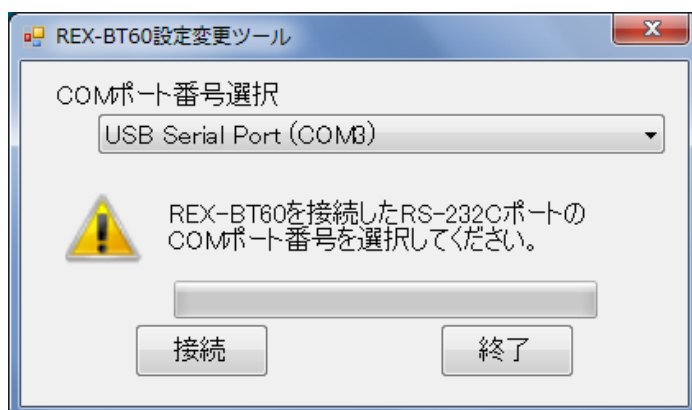 REX-BT60設定変更ツール
COMポート番号選択
USB Serial Port (COM3)
REX-BT60を接続したRS-232Cポートの
COMポート番号を選択してください。
接続
終了